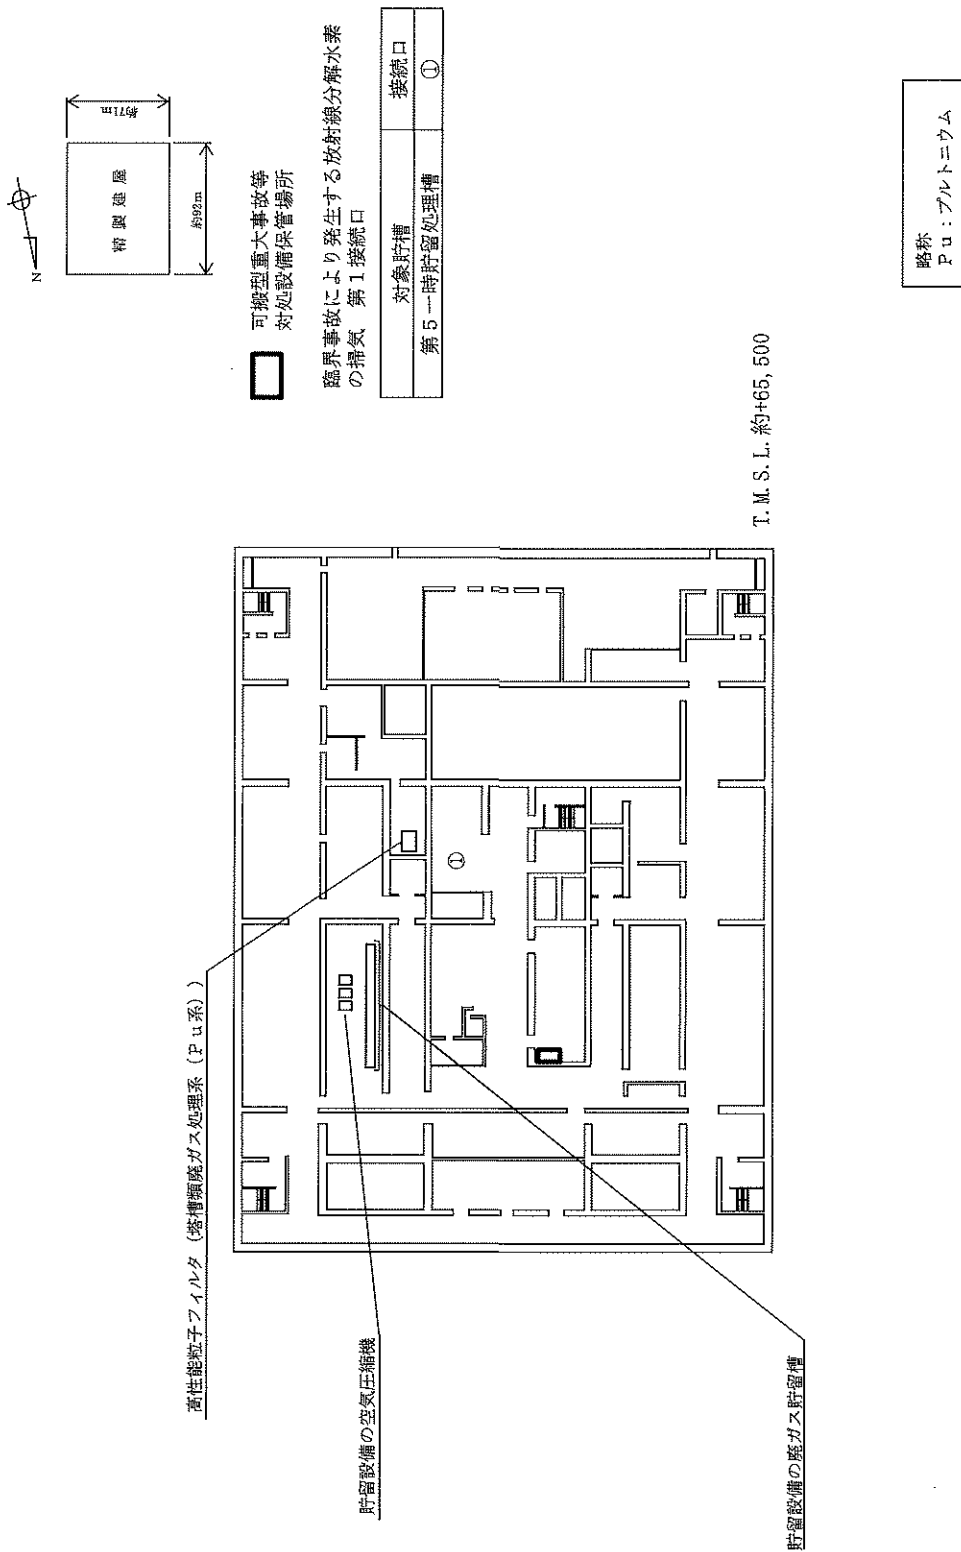 N
精製建屋
約71m
約92m
可搬型重大事故等
対処設備保管場所
臨界事故により発生する放射線分解水素
の掃気 第1接続口
対象貯槽 接続口
第5一時貯留処理槽 ①
高性能粒子フィルタ（塔槽類廃ガス処理系（Pu系））
貯留設備の空気圧縮機
①
貯留設備の廃ガス貯留槽
T.M.S.L.約+65,500
略称
Pu：プルトニウム